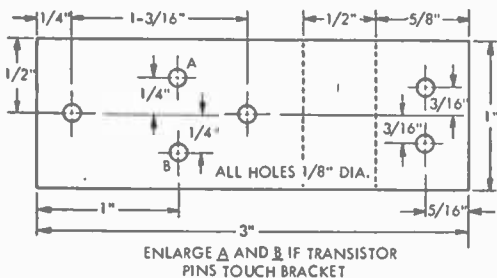 1/4" 1-3/16" 1/2" 5/8"
1/2" A
1/4" 3/16" 1"
1/4" 3/16"
B
ALL HOLES 1/8" DIA.
1" 5/16"
3"
ENLARGE A AND B IF TRANSISTOR
PINS TOUCH BRACKET